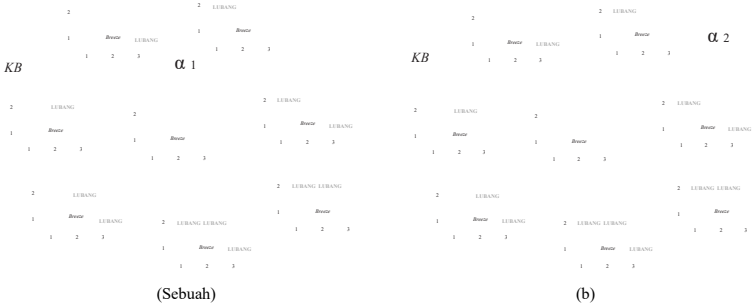 2
1 Breeze LUBANG
1 2 3
2 LUBANG
1 Breeze
1 2 3
α 1
KB
2 LUBANG
1 Breeze
1 2 3
2
1 Breeze
1 2 3
2 LUBANG
1 Breeze LUBANG
1 2 3
2 LUBANG
1 Breeze LUBANG
1 2 3
2 LUBANG LUBANG
1 Breeze LUBANG
1 2 3
2 LUBANG LUBANG
1 Breeze
1 2 3
(Sebuah)
2
1 Breeze LUBANG
1 2 3
2 LUBANG
1 Breeze
1 2 3
α 2
KB
2 LUBANG
1 Breeze
1 2 3
2
1 Breeze
1 2 3
2 LUBANG
1 Breeze LUBANG
1 2 3
2 LUBANG
1 Breeze LUBANG
1 2 3
2 LUBANG LUBANG
1 Breeze LUBANG
1 2 3
2 LUBANG LUBANG
1 Breeze
1 2 3
(b)